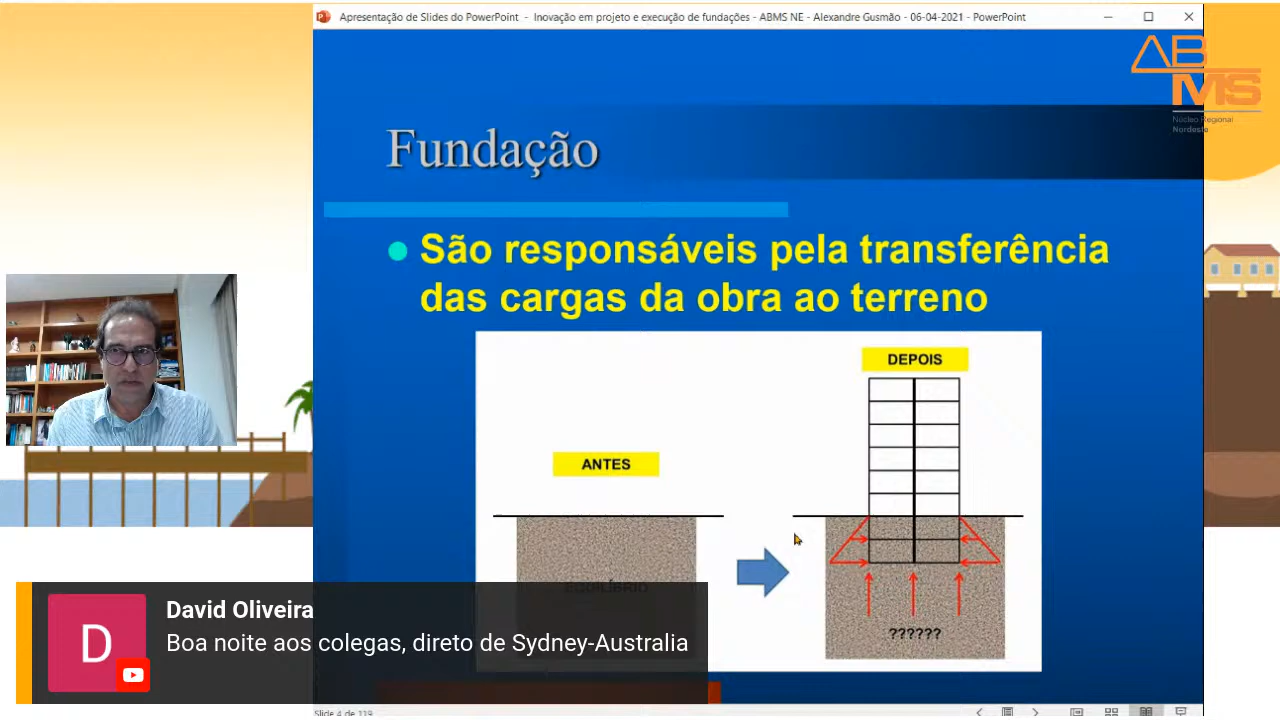 Apresentação de Slides do PowerPoint - Inovação em projeto e execução de fundações - ABMS NE - Alexandre Gusmão - 06-04-2021 - PowerPoint
ABMS
Núcleo Regional
Nordeste
Fundação
São responsáveis pela transferência
das cargas da obra ao terreno
DEPOIS
ANTES
EQUILÍBRIO
??????
D
David Oliveira
Boa noite aos colegas, direto de Sydney-Australia
Slide 4 de 119